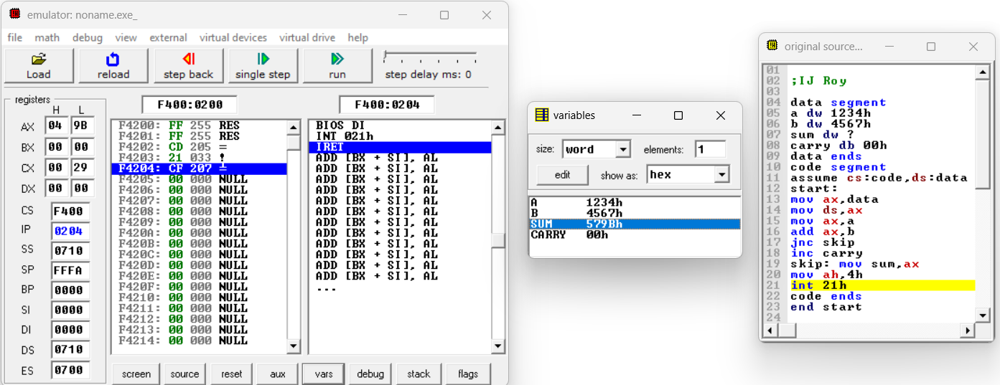 emulator: noname.exe_
file math debug view external virtual devices virtual drive help
Load reload step back single step run step delay ms: 0
registers
H L
AX 04 9B
BX 00 00
CX 00 29
DX 00 00
CS F400
IP 0204
SS 0710
SP FFFA
BP 0000
SI 0000
DI 0000
DS 0710
ES 0700
F400:0200
F4200: FF 255 RES
F4201: FF 255 RES
F4202: CD 205 =
F4203: 21 033 !
F4204: CF 207 ╧
F4205: 00 000 NULL
F4206: 00 000 NULL
F4207: 00 000 NULL
F4208: 00 000 NULL
F4209: 00 000 NULL
F420A: 00 000 NULL
F420B: 00 000 NULL
F420C: 00 000 NULL
F420D: 00 000 NULL
F420E: 00 000 NULL
F420F: 00 000 NULL
F4210: 00 000 NULL
F4211: 00 000 NULL
F4212: 00 000 NULL
F4213: 00 000 NULL
F4214: 00 000 NULL
F400:0204
BIOS DI
INT 021h
IRET
ADD [BX + SI], AL
ADD [BX + SI], AL
ADD [BX + SI], AL
ADD [BX + SI], AL
ADD [BX + SI], AL
ADD [BX + SI], AL
ADD [BX + SI], AL
ADD [BX + SI], AL
ADD [BX + SI], AL
ADD [BX + SI], AL
ADD [BX + SI], AL
ADD [BX + SI], AL
...
screen source reset aux vars debug stack flags
variables
size: word elements: 1
edit show as: hex
A 1234h
B 4567h
SUM 579Bh
CARRY 00h
original source...
01
02 ;IJ Roy
03
04 data segment
05 a dw 1234h
06 b dw 4567h
07 sum dw ?
08 carry db 00h
09 data ends
10 code segment
11 assume cs:code,ds:data
12 start:
13 mov ax,data
14 mov ds,ax
15 mov ax,a
16 add ax,b
17 jnc skip
18 inc carry
19 skip: mov sum,ax
20 mov ah,4h
21 int 21h
22 code ends
23 end start
24